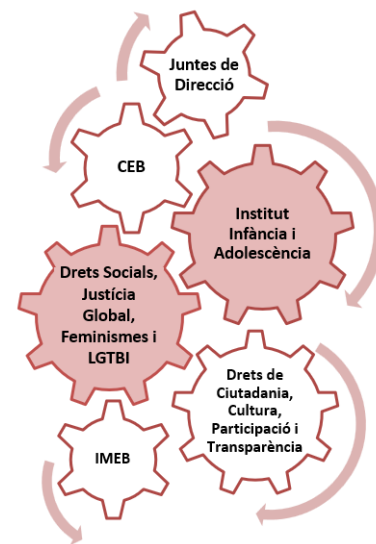 Juntes de
Direcció
CEB
Institut
Infància i
Adolescència
Drets Socials,
Justícia
Global,
Feminismes i
LGTBI
Drets de
Ciutadania,
Cultura,
Participació i
Transparència
IMEB